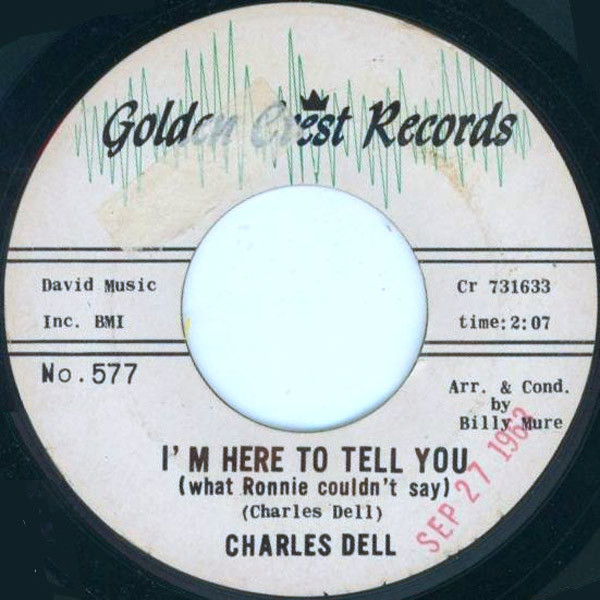 Golden Crest Records
David Music
Inc. BMI
Cr 731633
time: 2:07
No. 577
Arr. & Cond.
by
Billy Mure
I'M HERE TO TELL YOU
(what Ronnie couldn't say)
(Charles Dell)
CHARLES DELL
SEP 27 1963